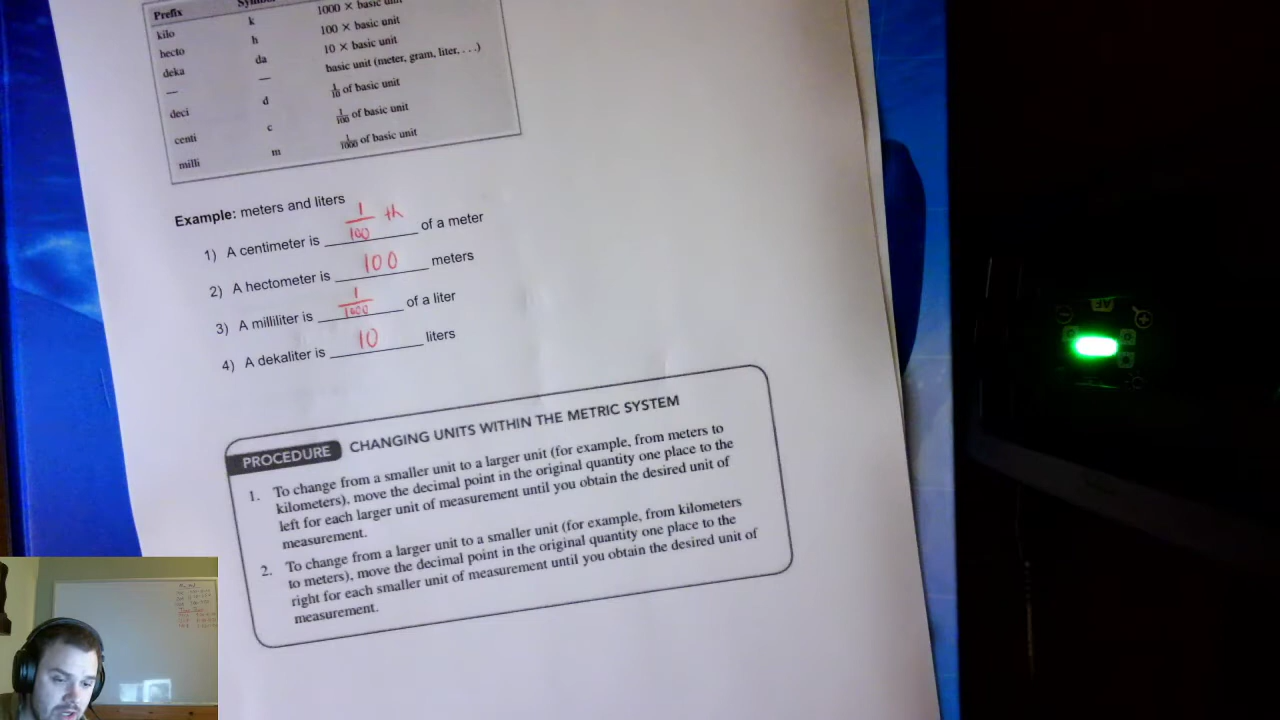 Prefix Symbol
kilo k 1000 × basic unit
hecto h 100 × basic unit
deka da 10 × basic unit
— — basic unit (meter, gram, liter, . . .)
deci d 1/10 of basic unit
centi c 1/100 of basic unit
milli m 1/1000 of basic unit
Example: meters and liters
1) A centimeter is 1/100 th of a meter
2) A hectometer is 100 meters
3) A milliliter is 1/1000 of a liter
4) A dekaliter is 10 liters
PROCEDURE CHANGING UNITS WITHIN THE METRIC SYSTEM
1. To change from a smaller unit to a larger unit (for example, from meters to
kilometers), move the decimal point in the original quantity one place to the
left for each larger unit of measurement until you obtain the desired unit of
measurement.
2. To change from a larger unit to a smaller unit (for example, from kilometers
to meters), move the decimal point in the original quantity one place to the
right for each smaller unit of measurement until you obtain the desired unit of
measurement.
AF